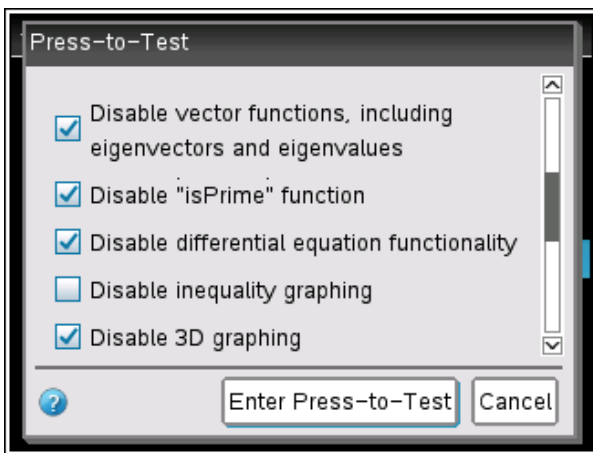 Press-to-Test
Disable vector functions, including
eigenvectors and eigenvalues
Disable "isPrime" function
Disable differential equation functionality
Disable inequality graphing
Disable 3D graphing
?
Enter Press-to-Test
Cancel